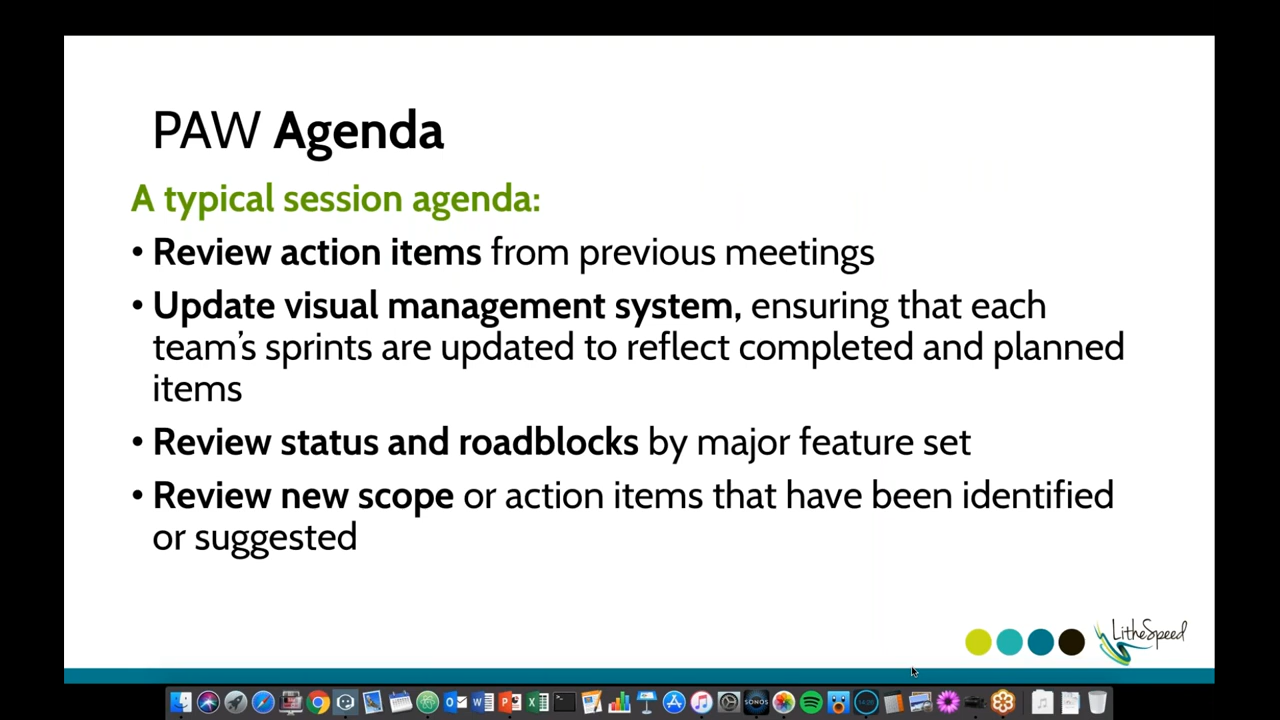 PAW Agenda
A typical session agenda:
• Review action items from previous meetings
• Update visual management system, ensuring that each
team's sprints are updated to reflect completed and planned
items
• Review status and roadblocks by major feature set
• Review new scope or action items that have been identified
or suggested
LitheSpeed
SONOS